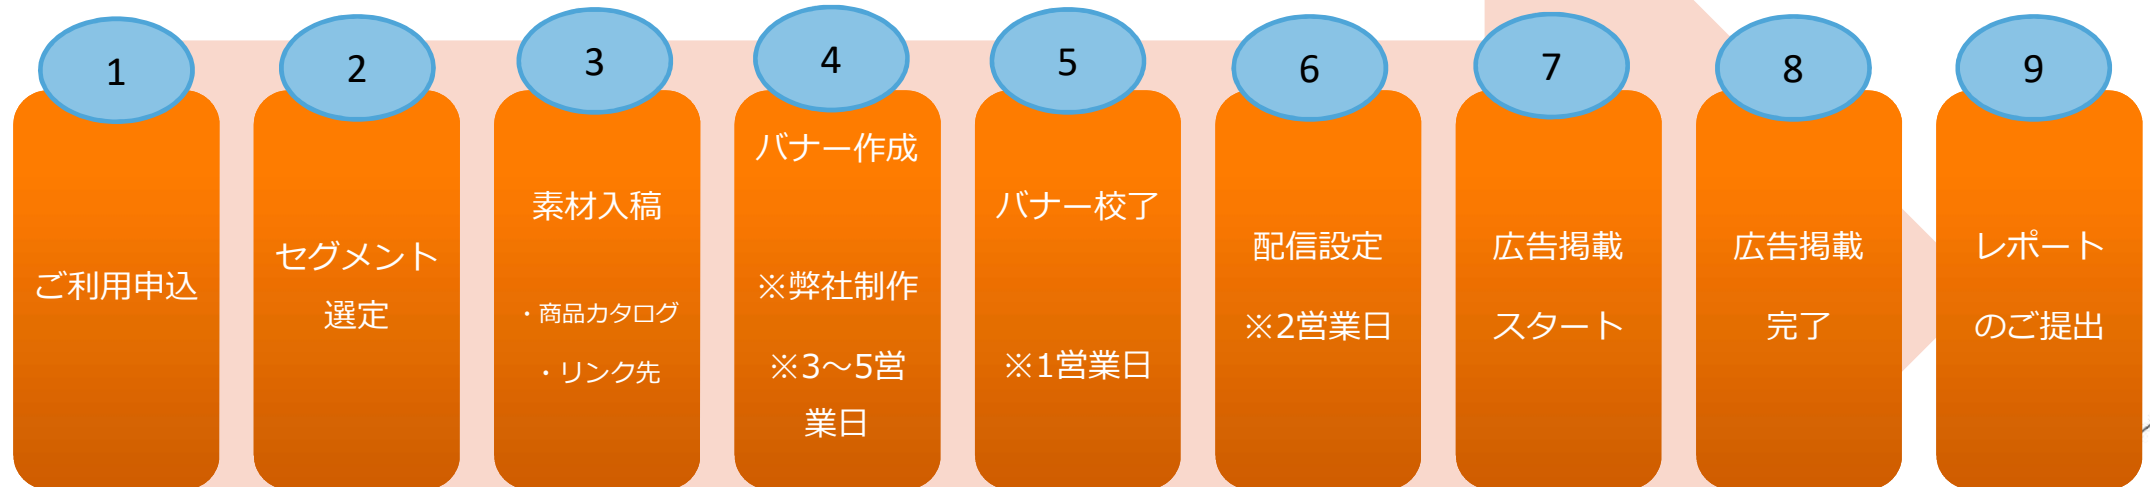 1
ご利用申込
2
セグメント
選定
3
素材入稿
・商品カタログ
・リンク先
4
バナー作成
※弊社制作
※3～5営
業日
5
バナー校了
※1営業日
6
配信設定
※2営業日
7
広告掲載
スタート
8
広告掲載
完了
9
レポート
のご提出